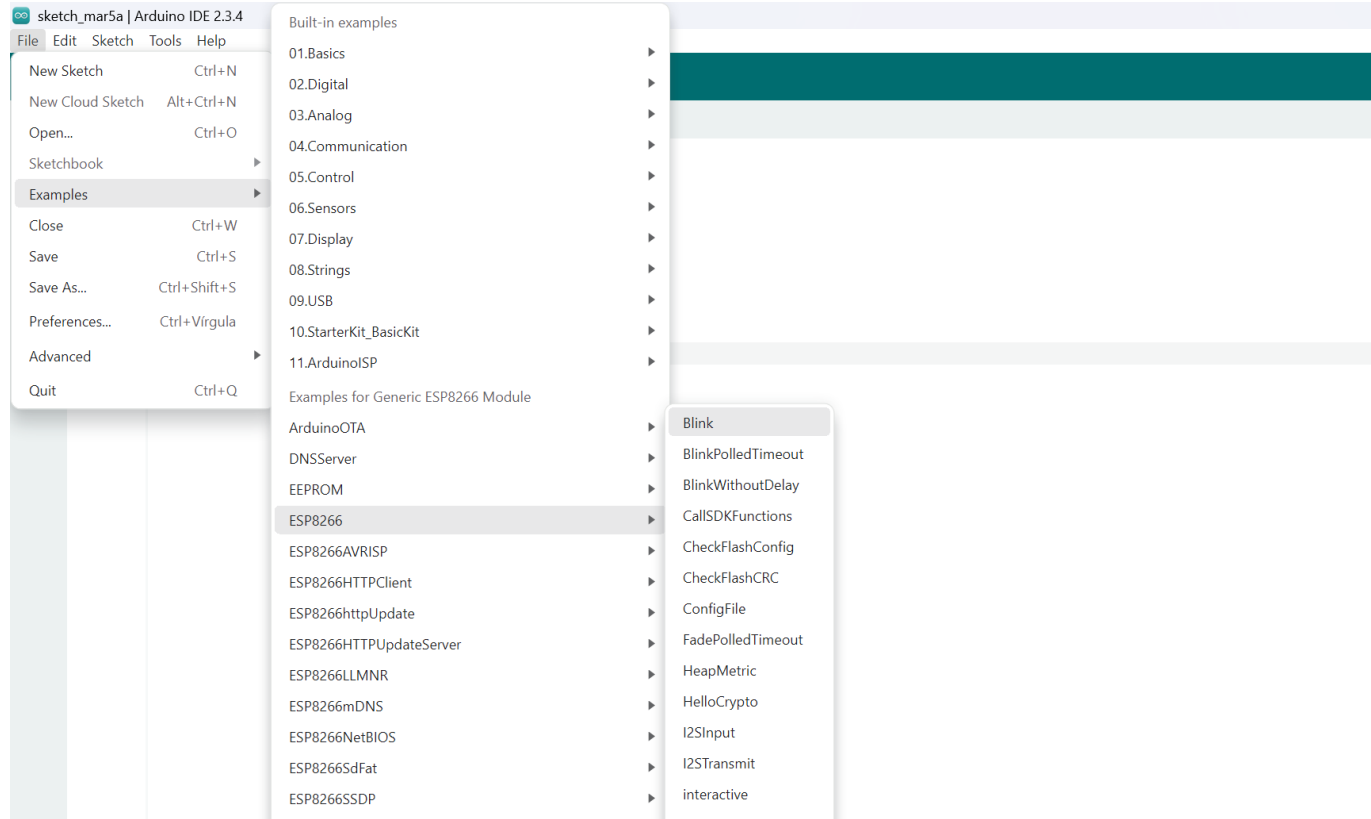 sketch_mar5a | Arduino IDE 2.3.4
File Edit Sketch Tools Help
New Sketch Ctrl+N
New Cloud Sketch Alt+Ctrl+N
Open... Ctrl+O
Sketchbook
Examples
Close Ctrl+W
Save Ctrl+S
Save As... Ctrl+Shift+S
Preferences... Ctrl+Vírgula
Advanced
Quit Ctrl+Q
Built-in examples
01.Basics
02.Digital
03.Analog
04.Communication
05.Control
06.Sensors
07.Display
08.Strings
09.USB
10.StarterKit_BasicKit
11.ArduinoISP
Examples for Generic ESP8266 Module
ArduinoOTA
DNSServer
EEPROM
ESP8266
ESP8266AVRISP
ESP8266HTTPClient
ESP8266httpUpdate
ESP8266HTTPUpdateServer
ESP8266LLMNR
ESP8266mDNS
ESP8266NetBIOS
ESP8266SdFat
ESP8266SSDP
Blink
BlinkPolledTimeout
BlinkWithoutDelay
CallSDKFunctions
CheckFlashConfig
CheckFlashCRC
ConfigFile
FadePolledTimeout
HeapMetric
HelloCrypto
I2SInput
I2STransmit
interactive